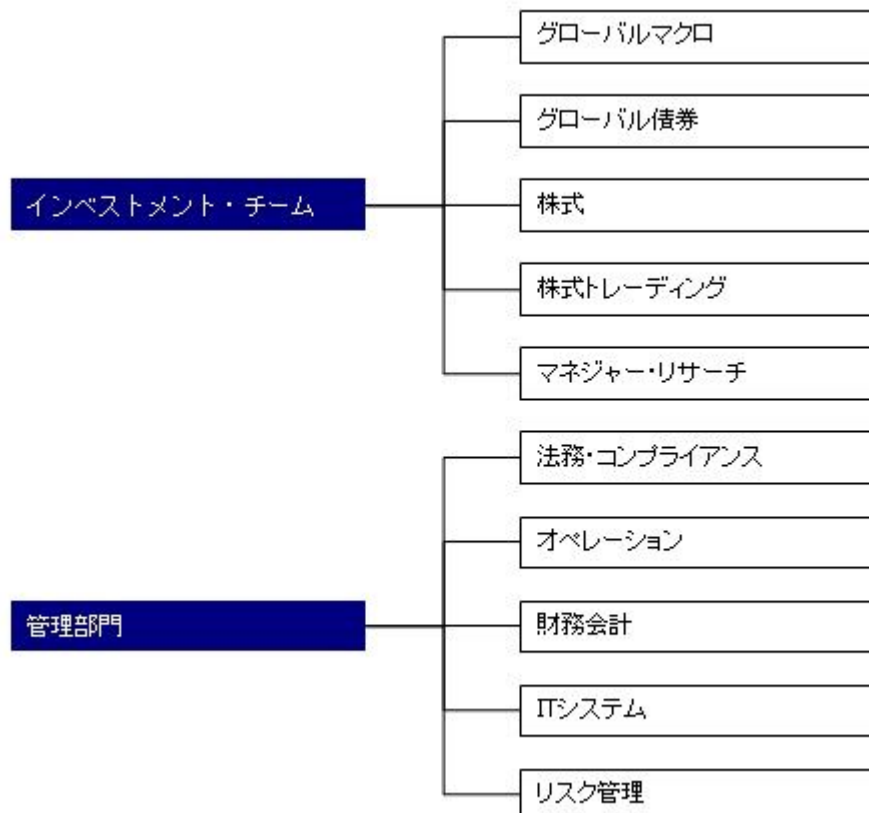 グローバルマクロ
グローバル債券
インベストメント・チーム
株式
株式トレーディング
マネジャー・リサーチ
法務・コンプライアンス
オペレーション
管理部門
財務会計
ITシステム
リスク管理